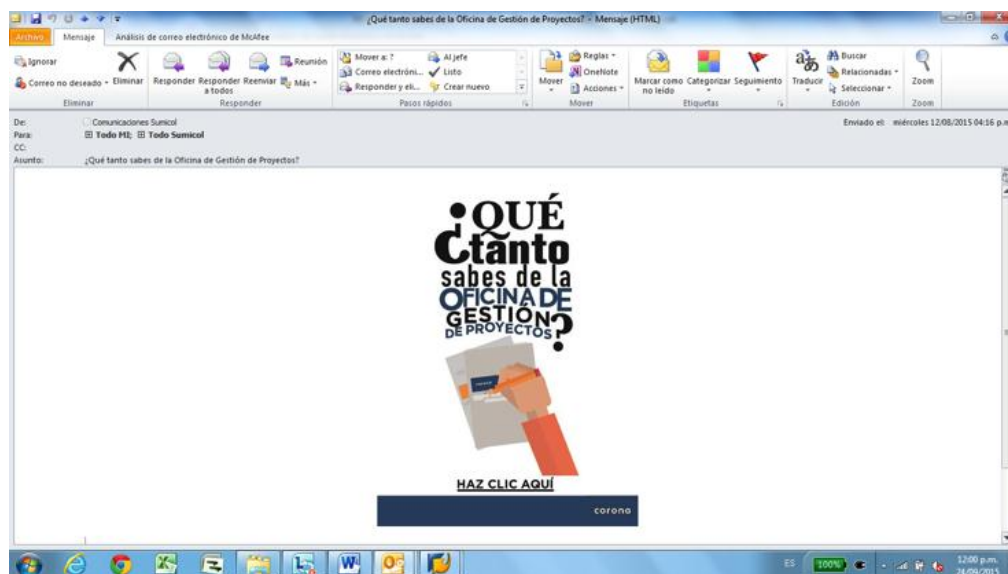 ¿Qué tanto sabes de la Oficina de Gestión de Proyectos? - Mensaje (HTML)
Archivo Mensaje Análisis de correo electrónico de McAfee
Ignorar
Correo no deseado
Eliminar
Responder
Responder a todos
Reenviar
Reunión
Más
Mover a: ?
Correo electróni...
Responder y eli...
Al jefe
Listo
Crear nuevo
Mover
Reglas
OneNote
Acciones
Marcar como no leído
Categorizar
Seguimiento
Traducir
Buscar
Relacionadas
Seleccionar
Zoom
Eliminar Responder Pasos rápidos Mover Etiquetas Edición Zoom
De: Comunicaciones Sumicol
Enviado el: miércoles 12/08/2015 04:16 p.m
Para: Todo MI; Todo Sumicol
CC:
Asunto: ¿Qué tanto sabes de la Oficina de Gestión de Proyectos?
¿QUÉ
tanto
sabes de la
OFICINA DE
GESTIÓN
DE PROYECTOS?
HAZ CLIC AQUÍ
corona
ES 100% 12:00 p.m.
24/09/2015